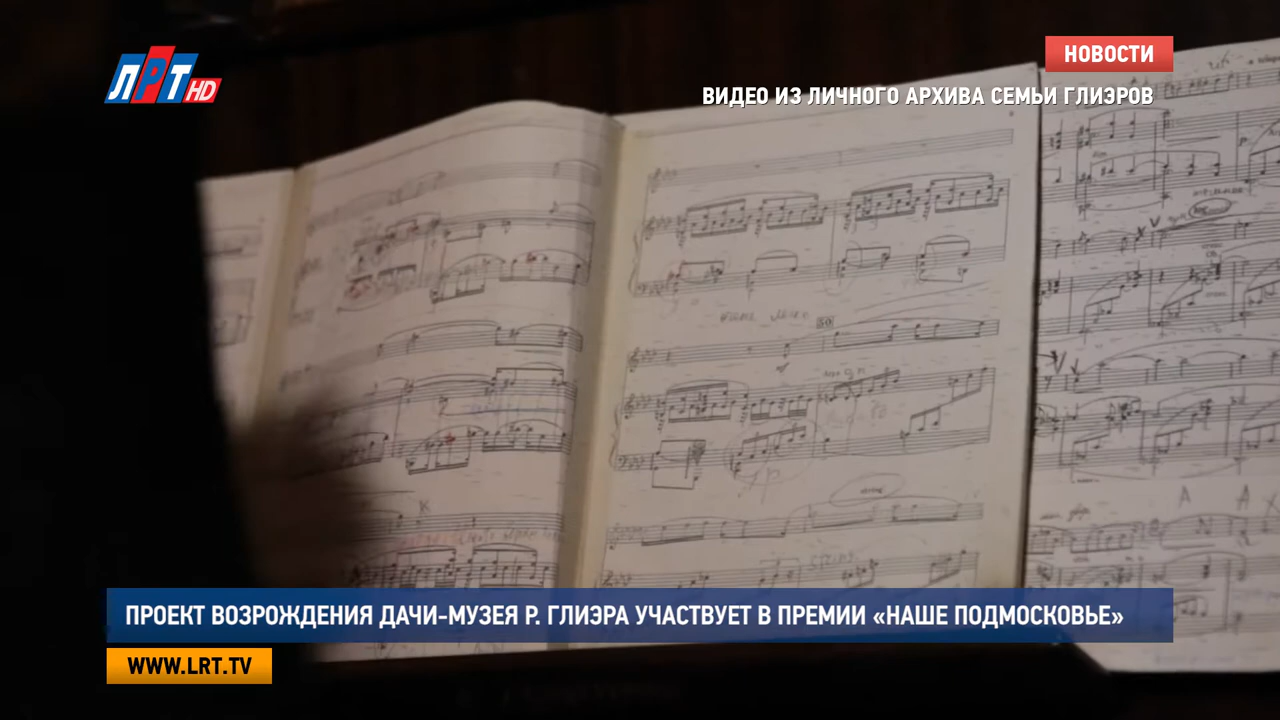 ЛРТ HD
НОВОСТИ
ВИДЕО ИЗ ЛИЧНОГО АРХИВА СЕМЬИ ГЛИЭРОВ
50
ПРОЕКТ ВОЗРОЖДЕНИЯ ДАЧИ-МУЗЕЯ Р. ГЛИЭРА УЧАСТВУЕТ В ПРЕМИИ «НАШЕ ПОДМОСКОВЬЕ»
WWW.LRT.TV